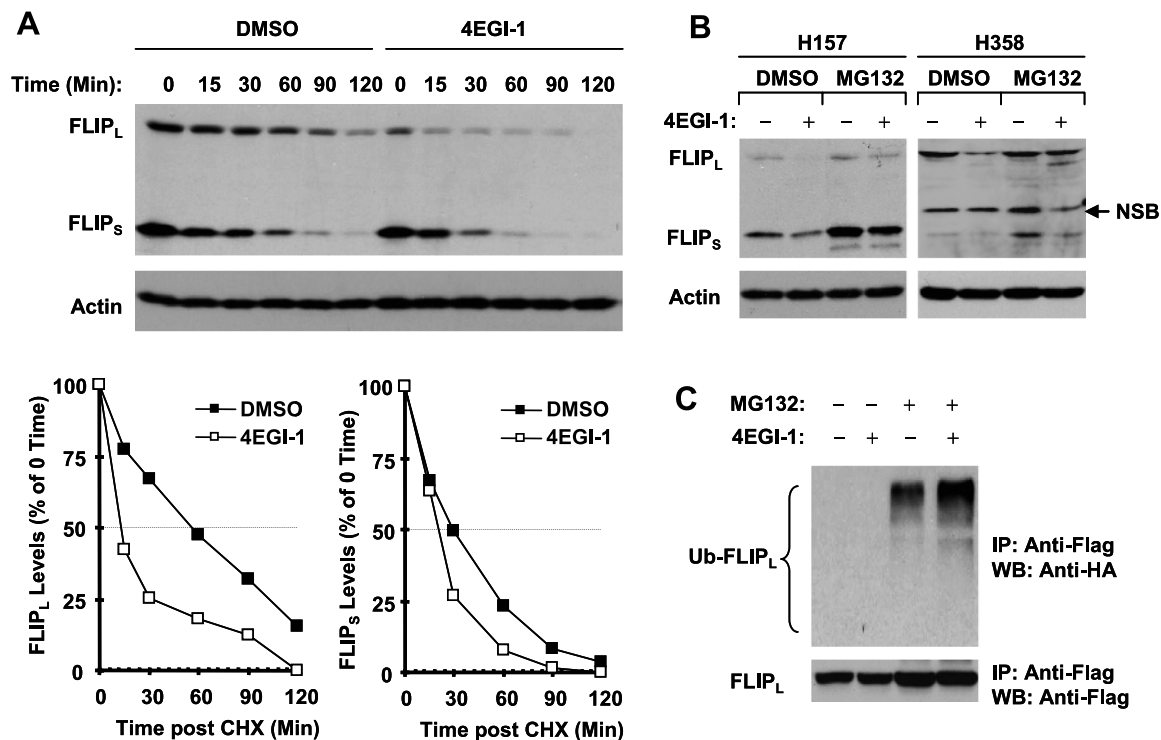 A
DMSO 4EGI-1
Time (Min): 0 15 30 60 90 120 0 15 30 60 90 120
FLIPL
FLIPS
Actin
100
75
50
25
0
FLIPL Levels (% of 0 Time)
DMSO
4EGI-1
0 30 60 90 120
Time post CHX (Min)
100
75
50
25
0
FLIPS Levels (% of 0 Time)
DMSO
4EGI-1
0 30 60 90 120
Time post CHX (Min)
B
H157 H358
DMSO MG132 DMSO MG132
4EGI-1: – + – + – + – +
FLIPL
NSB
FLIPS
Actin
C
MG132: – – + +
4EGI-1: – + – +
Ub-FLIPL
IP: Anti-Flag
WB: Anti-HA
FLIPL
IP: Anti-Flag
WB: Anti-Flag